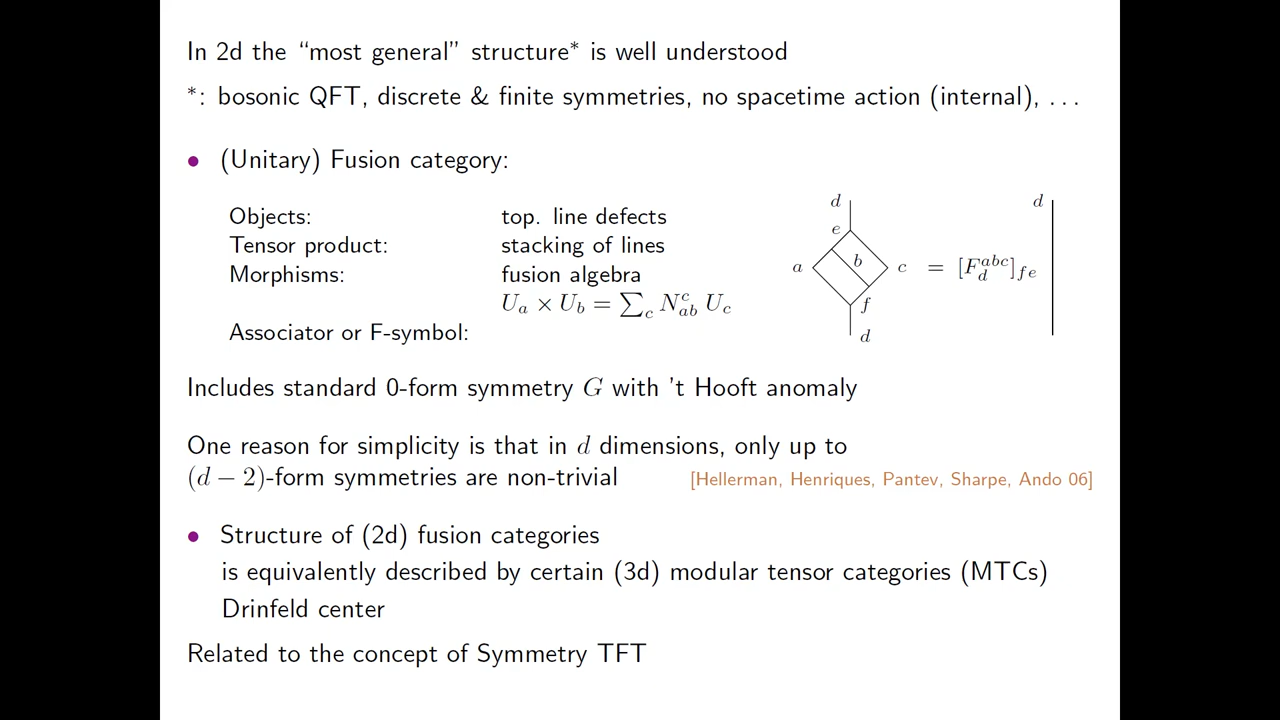 In 2d the “most general” structure* is well understood
*: bosonic QFT, discrete & finite symmetries, no spacetime action (internal), ...
• (Unitary) Fusion category:
Objects: top. line defects
Tensor product: stacking of lines
Morphisms: fusion algebra
U_a × U_b = ∑_c N_{ab}^c U_c
Associator or F-symbol:
d
e
a b c = [F_d^{abc}]_{fe}
f
d
d
Includes standard 0-form symmetry G with ’t Hooft anomaly
One reason for simplicity is that in d dimensions, only up to
(d − 2)-form symmetries are non-trivial [Hellerman, Henriques, Pantev, Sharpe, Ando 06]
• Structure of (2d) fusion categories
is equivalently described by certain (3d) modular tensor categories (MTCs)
Drinfeld center
Related to the concept of Symmetry TFT